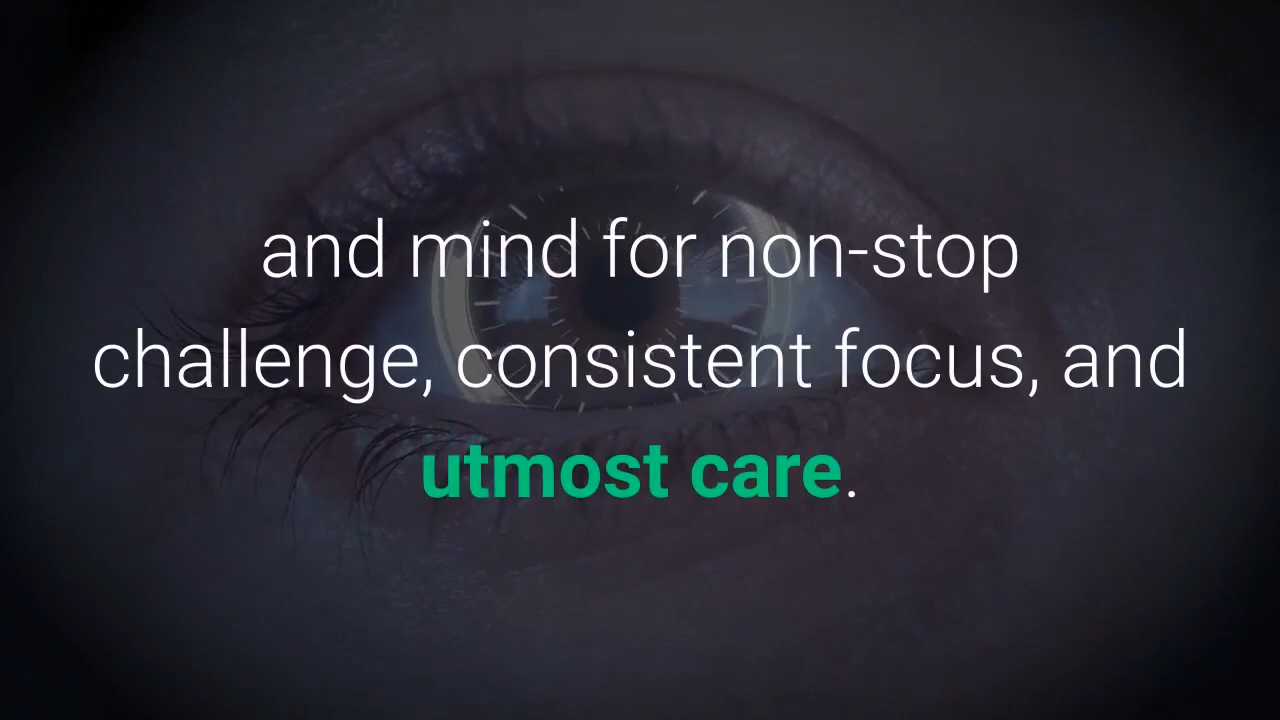 and mind for non-stop
challenge, consistent focus, and
utmost care.